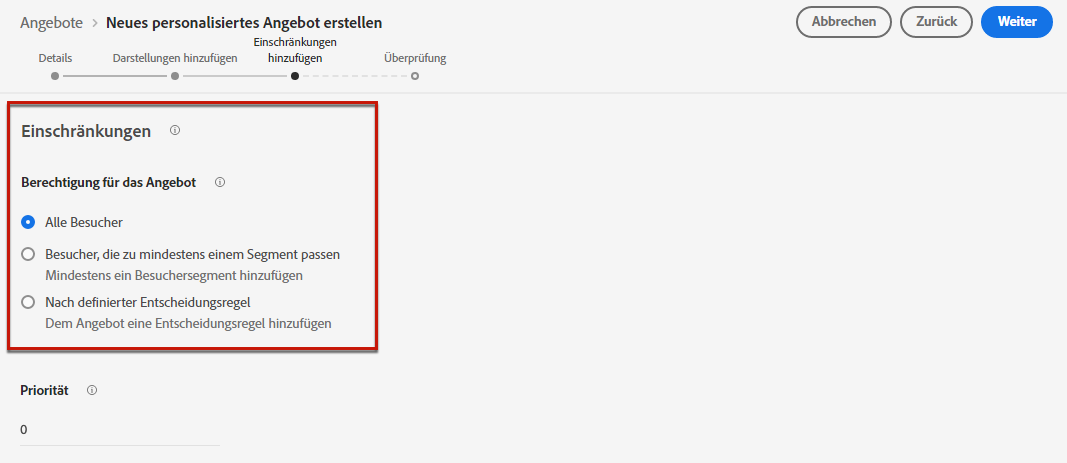 Angebote > Neues personalisiertes Angebot erstellen
Abbrechen
Zurück
Weiter
Details
Darstellungen hinzufügen
Einschränkungen
hinzufügen
Überprüfung
Einschränkungen
Berechtigung für das Angebot
Alle Besucher
Besucher, die zu mindestens einem Segment passen
Mindestens ein Besuchersegment hinzufügen
Nach definierter Entscheidungsregel
Dem Angebot eine Entscheidungsregel hinzufügen
Priorität
0